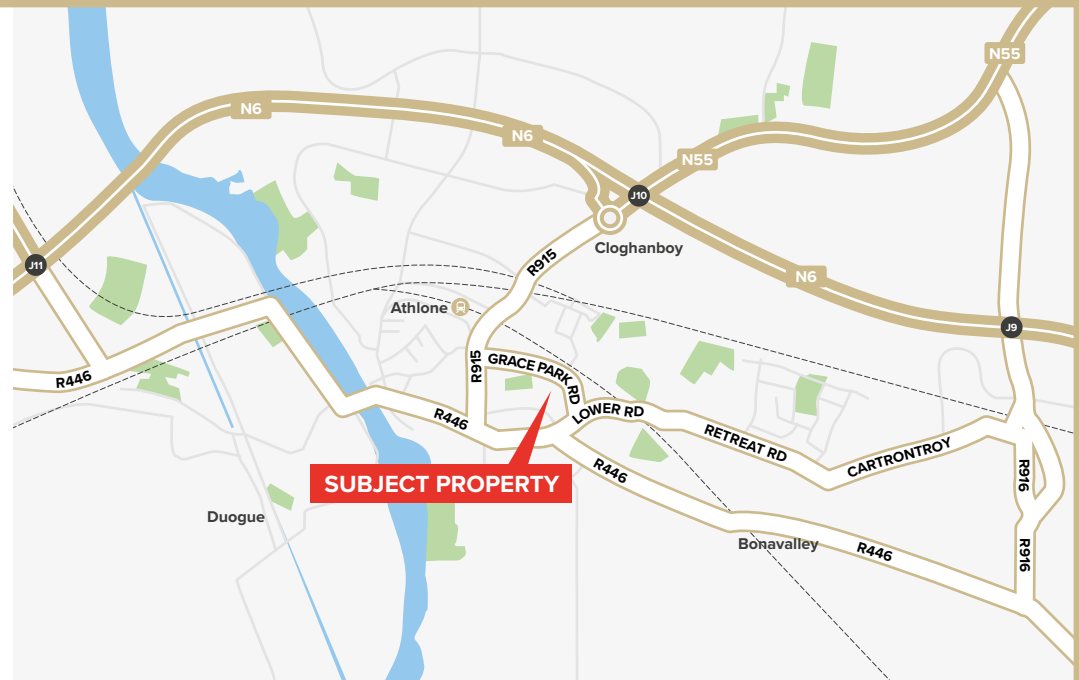 N55
N6
N6
N55
J10
Cloghanboy
R915
J11
N6
Athlone
J9
R915
GRACE PARK RD
R446
LOWER RD
R446
RETREAT RD
CARTRONTROY
R446
SUBJECT PROPERTY
R916
Duogue
Bonavalley
R446
R916